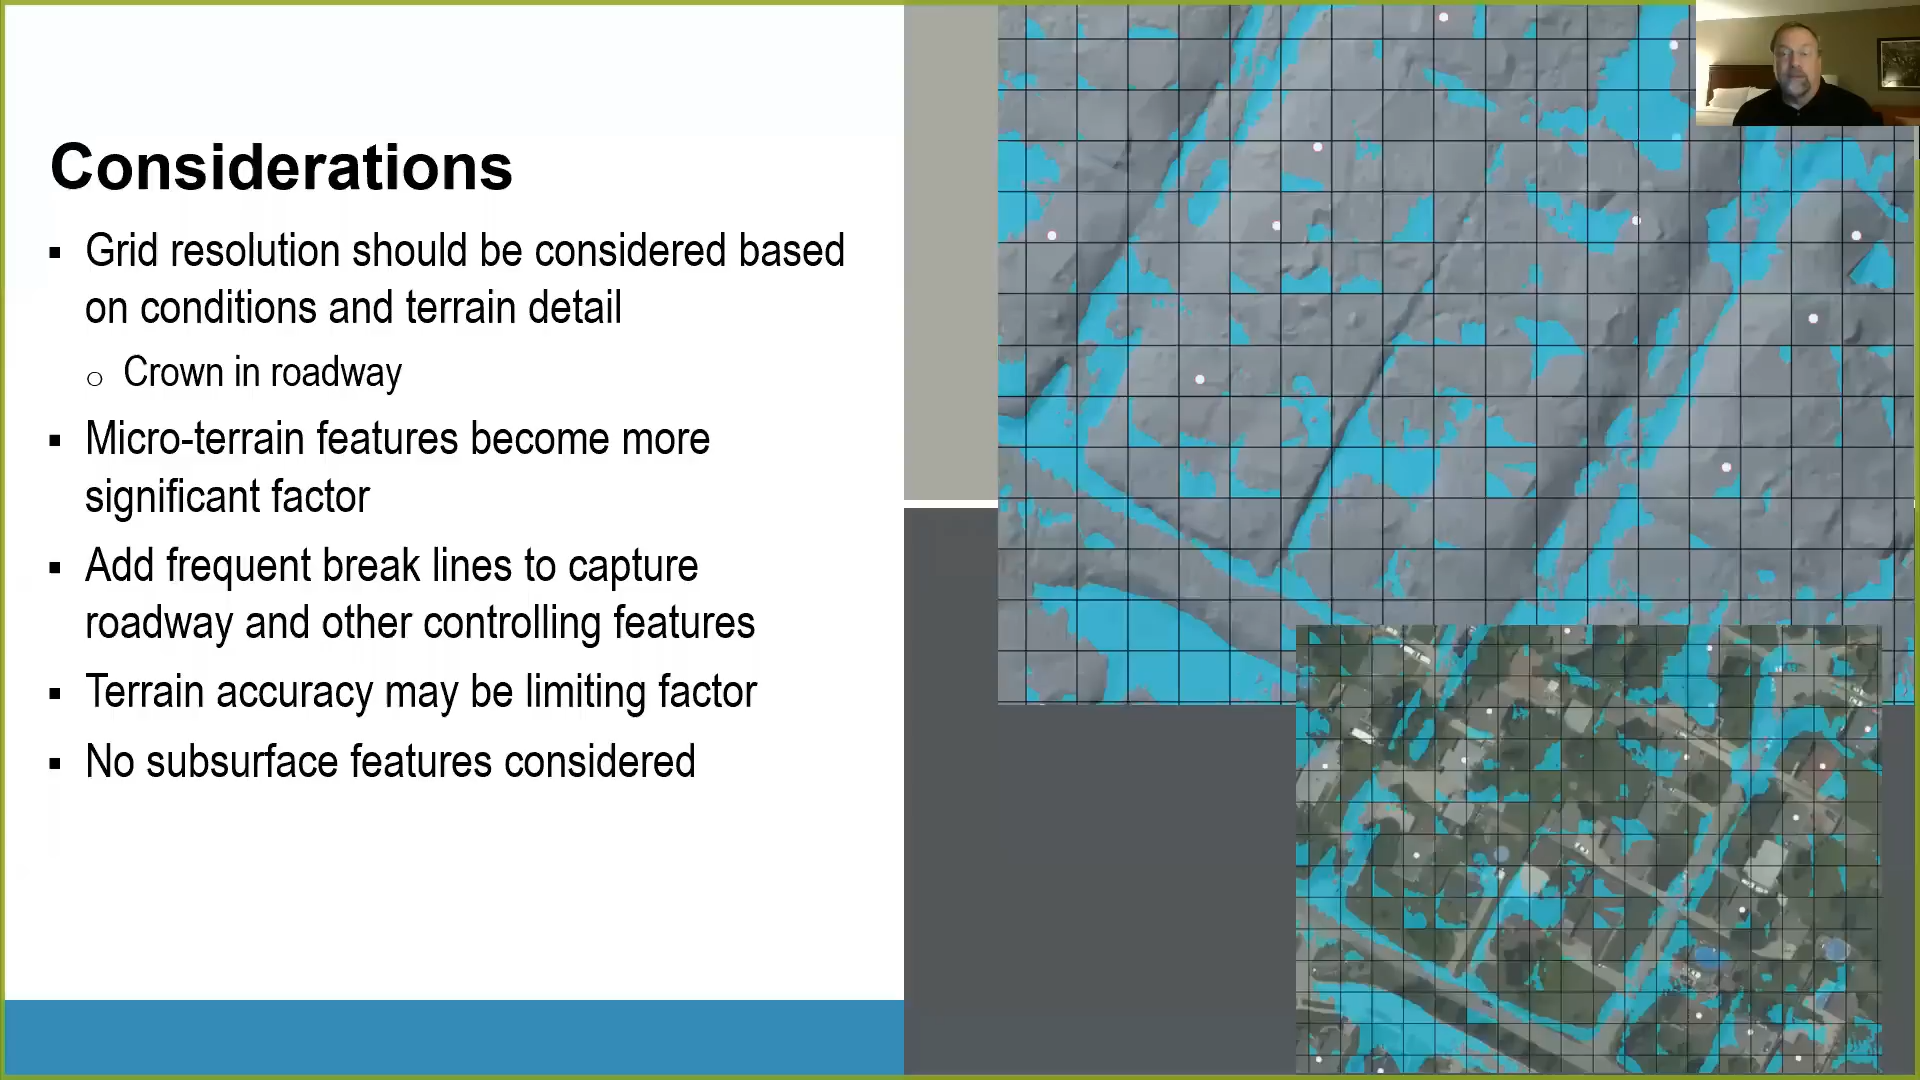 Considerations
▪ Grid resolution should be considered based
on conditions and terrain detail
o Crown in roadway
▪ Micro-terrain features become more
significant factor
▪ Add frequent break lines to capture
roadway and other controlling features
▪ Terrain accuracy may be limiting factor
▪ No subsurface features considered